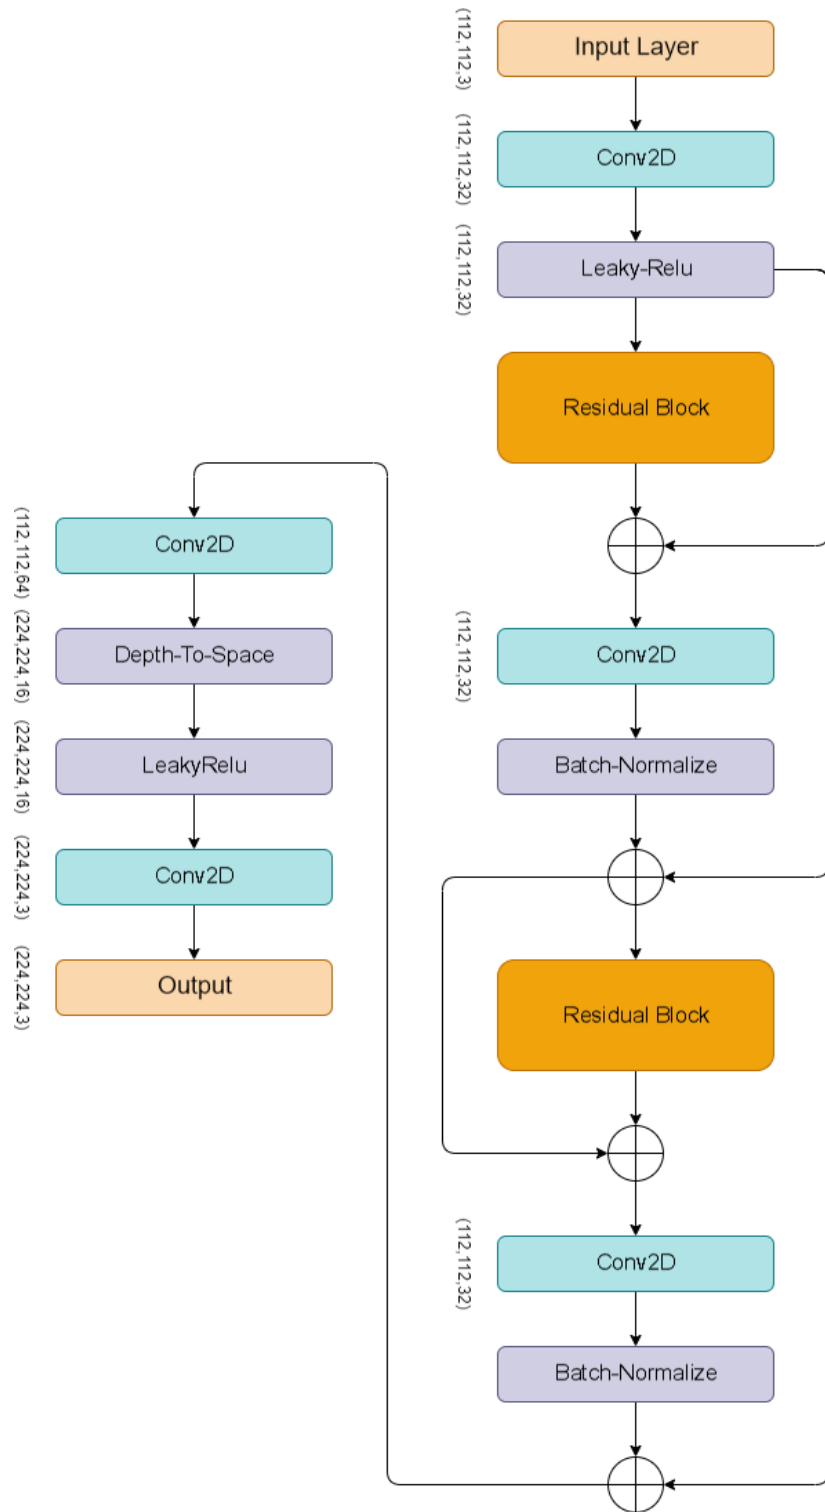 Input Layer
(112,112,3)
Conv2D
(112,112,32)
Leaky-Relu
(112,112,32)
Residual Block
Conv2D
(112,112,32)
Batch-Normalize
Residual Block
Conv2D
(112,112,32)
Batch-Normalize
Conv2D
(112,112,64)
Depth-To-Space
(224,224,16)
LeakyRelu
(224,224,16)
Conv2D
(224,224,3)
Output
(224,224,3)